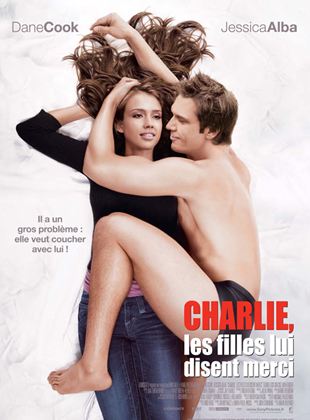 DaneCook JessicaAlba
Il a un
gros problème :
elle veut coucher
avec lui !
CHARLIE,
les filles lui
disent merci